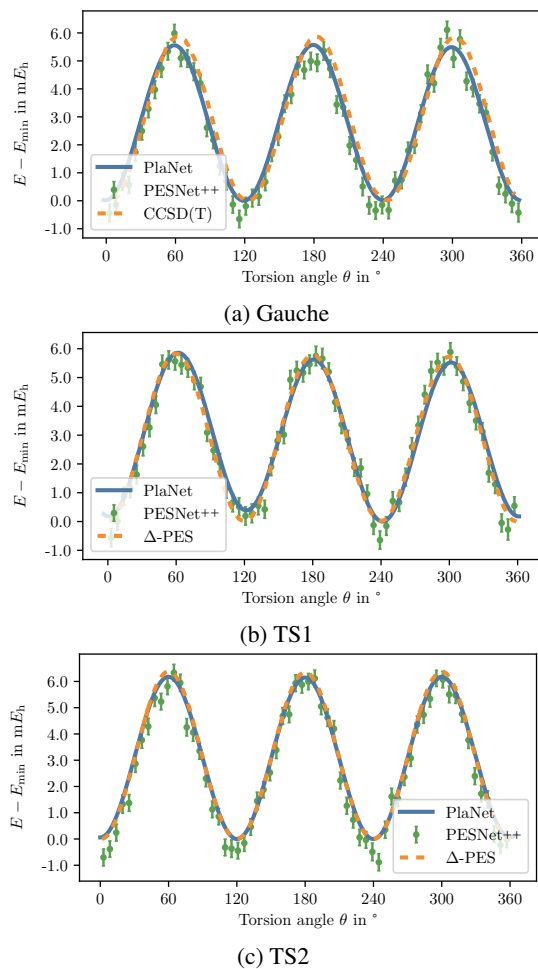 6.0
5.0
4.0
3.0
2.0
1.0
0.0
-1.0
E − E_min in mE_h
PlaNet
PESNet++
CCSD(T)
0 60 120 180 240 300 360
Torsion angle θ in °
(a) Gauche
6.0
5.0
4.0
3.0
2.0
1.0
0.0
-1.0
E − E_min in mE_h
PlaNet
PESNet++
Δ-PES
0 60 120 180 240 300 360
Torsion angle θ in °
(b) TS1
6.0
5.0
4.0
3.0
2.0
1.0
0.0
-1.0
E − E_min in mE_h
PlaNet
PESNet++
Δ-PES
0 60 120 180 240 300 360
Torsion angle θ in °
(c) TS2